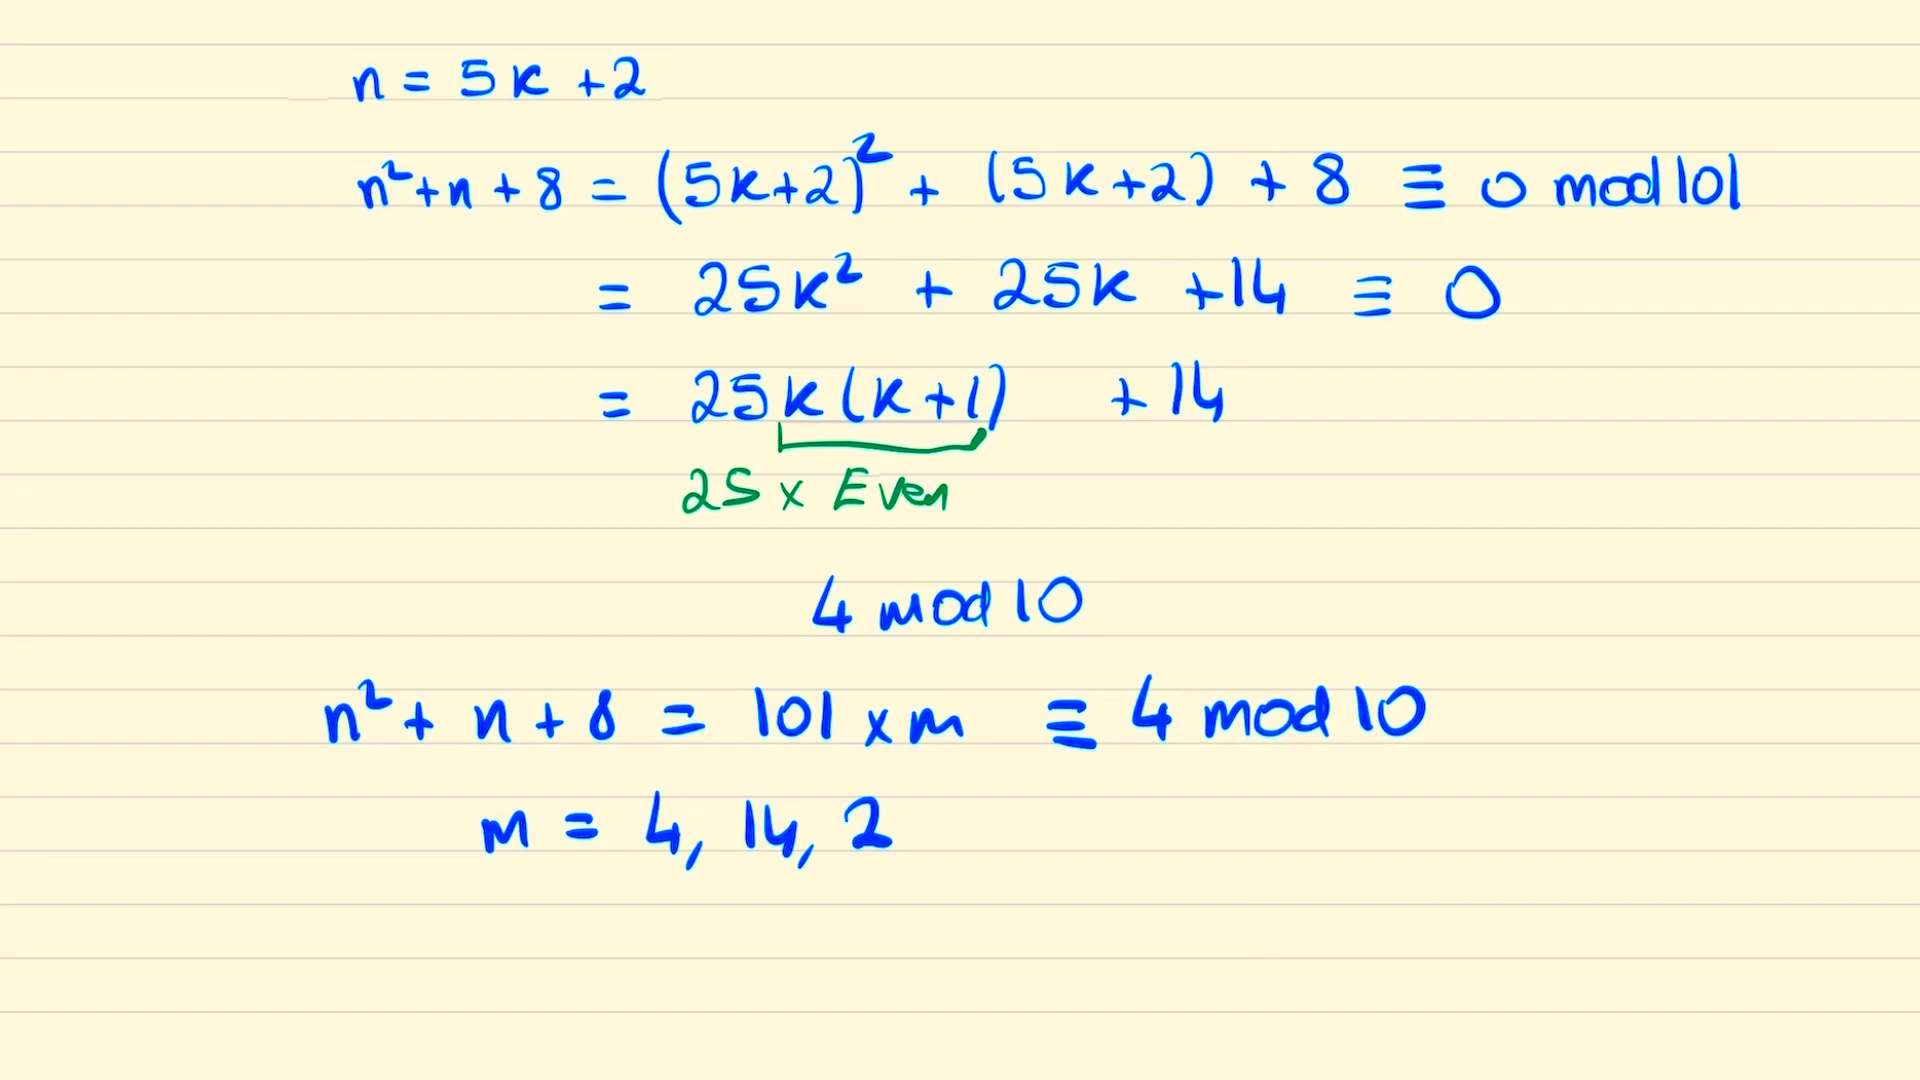 n = 5k + 2
n² + n + 8 = (5k+2)² + (5k+2) + 8 ≡ 0 mod 101
= 25k² + 25k + 14 ≡ 0
= 25k(k+1) + 14
25 × Even
4 mod 10
n² + n + 8 = 101 × m ≡ 4 mod 10
m = 4, 14, 2